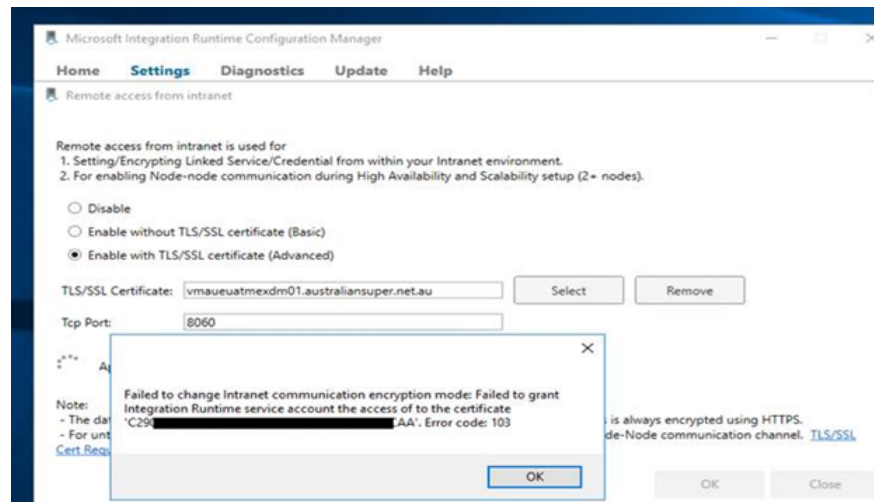 Microsoft Integration Runtime Configuration Manager
Home Settings Diagnostics Update Help
Remote access from intranet
Remote access from intranet is used for
1. Setting/Encrypting Linked Service/Credential from within your Intranet environment.
2. For enabling Node-node communication during High Availability and Scalability setup (2+ nodes).
Disable
Enable without TLS/SSL certificate (Basic)
Enable with TLS/SSL certificate (Advanced)
TLS/SSL Certificate: vmaueuatmexdm01.australiansuper.net.au Select Remove
Tcp Port: 8060
Failed to change Intranet communication encryption mode: Failed to grant
Integration Runtime service account the access of to the certificate
'C290 CAA'. Error code: 103
OK
Note:
- The dat s is always encrypted using HTTPS.
- For unt de-Node communication channel. TLS/SSL
Cert Requ
OK Close